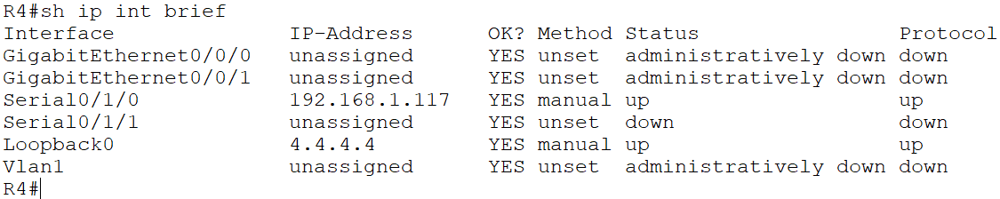 R4#sh ip int brief
Interface IP-Address OK? Method Status Protocol
GigabitEthernet0/0/0 unassigned YES unset administratively down down
GigabitEthernet0/0/1 unassigned YES unset administratively down down
Serial0/1/0 192.168.1.117 YES manual up up
Serial0/1/1 unassigned YES unset down down
Loopback0 4.4.4.4 YES manual up up
Vlan1 unassigned YES unset administratively down down
R4#